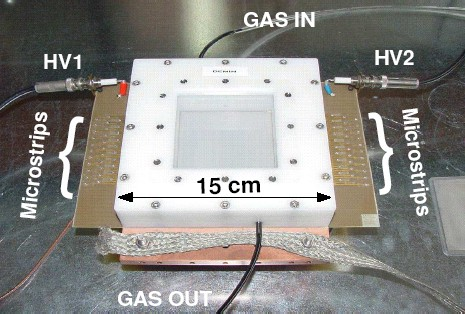 GAS IN
HV1
HV2
Microstrips
Microstrips
15 cm
GAS OUT